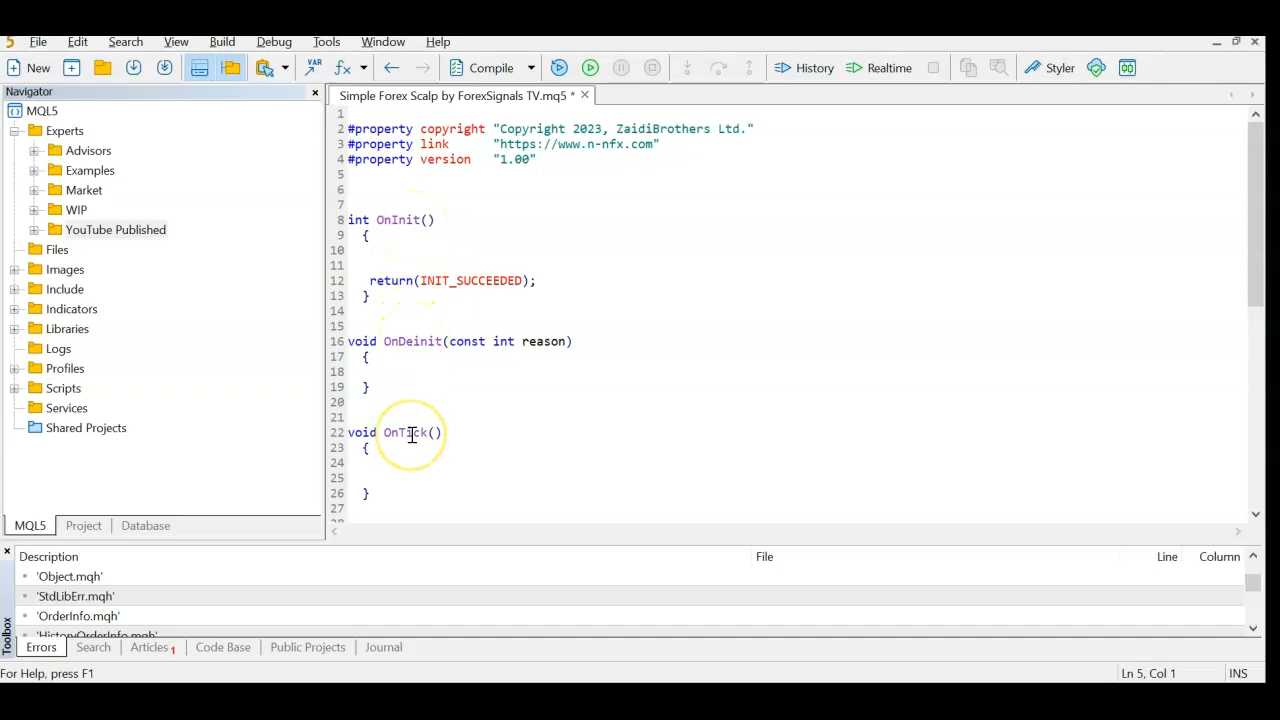 5 File Edit Search View Build Debug Tools Window Help
New VAR fx Compile History Realtime Styler
Navigator
Simple Forex Scalp by ForexSignals TV.mq5 *
MQL5
Experts
Advisors
Examples
Market
WIP
YouTube Published
Files
Images
Include
Indicators
Libraries
Logs
Profiles
Scripts
Services
Shared Projects
MQL5 Project Database
1
2 #property copyright "Copyright 2023, ZaidiBrothers Ltd."
3 #property link "https://www.n-nfx.com"
4 #property version "1.00"
5
6
7
8 int OnInit()
9 {
10
11
12 return(INIT_SUCCEEDED);
13 }
14
15
16 void OnDeinit(const int reason)
17 {
18
19 }
20
21
22 void OnTick()
23 {
24
25
26 }
27
28
Description File Line Column
'Object.mqh'
'StdLibErr.mqh'
'OrderInfo.mqh'
'HistoryOrderInfo.mqh'
Toolbox
Errors Search Articles 1 Code Base Public Projects Journal
For Help, press F1 Ln 5, Col 1 INS